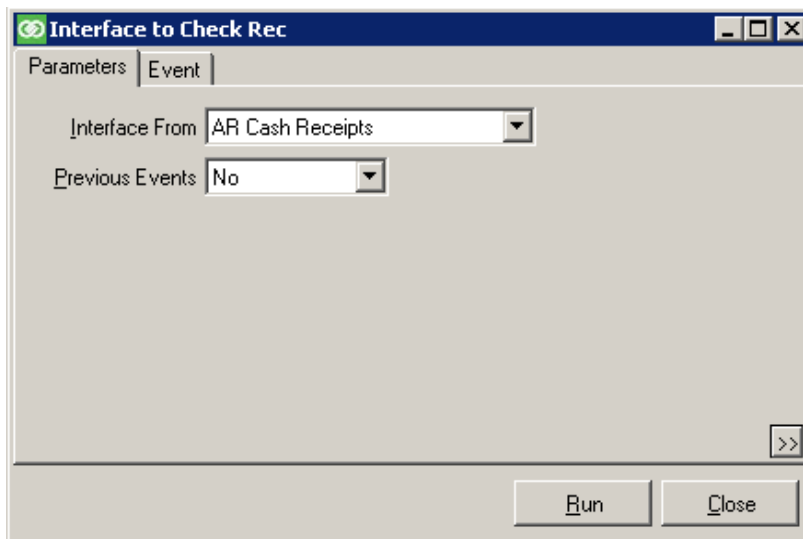 Interface to Check Rec
Parameters Event
Interface From AR Cash Receipts
Previous Events No
>>
Run Close